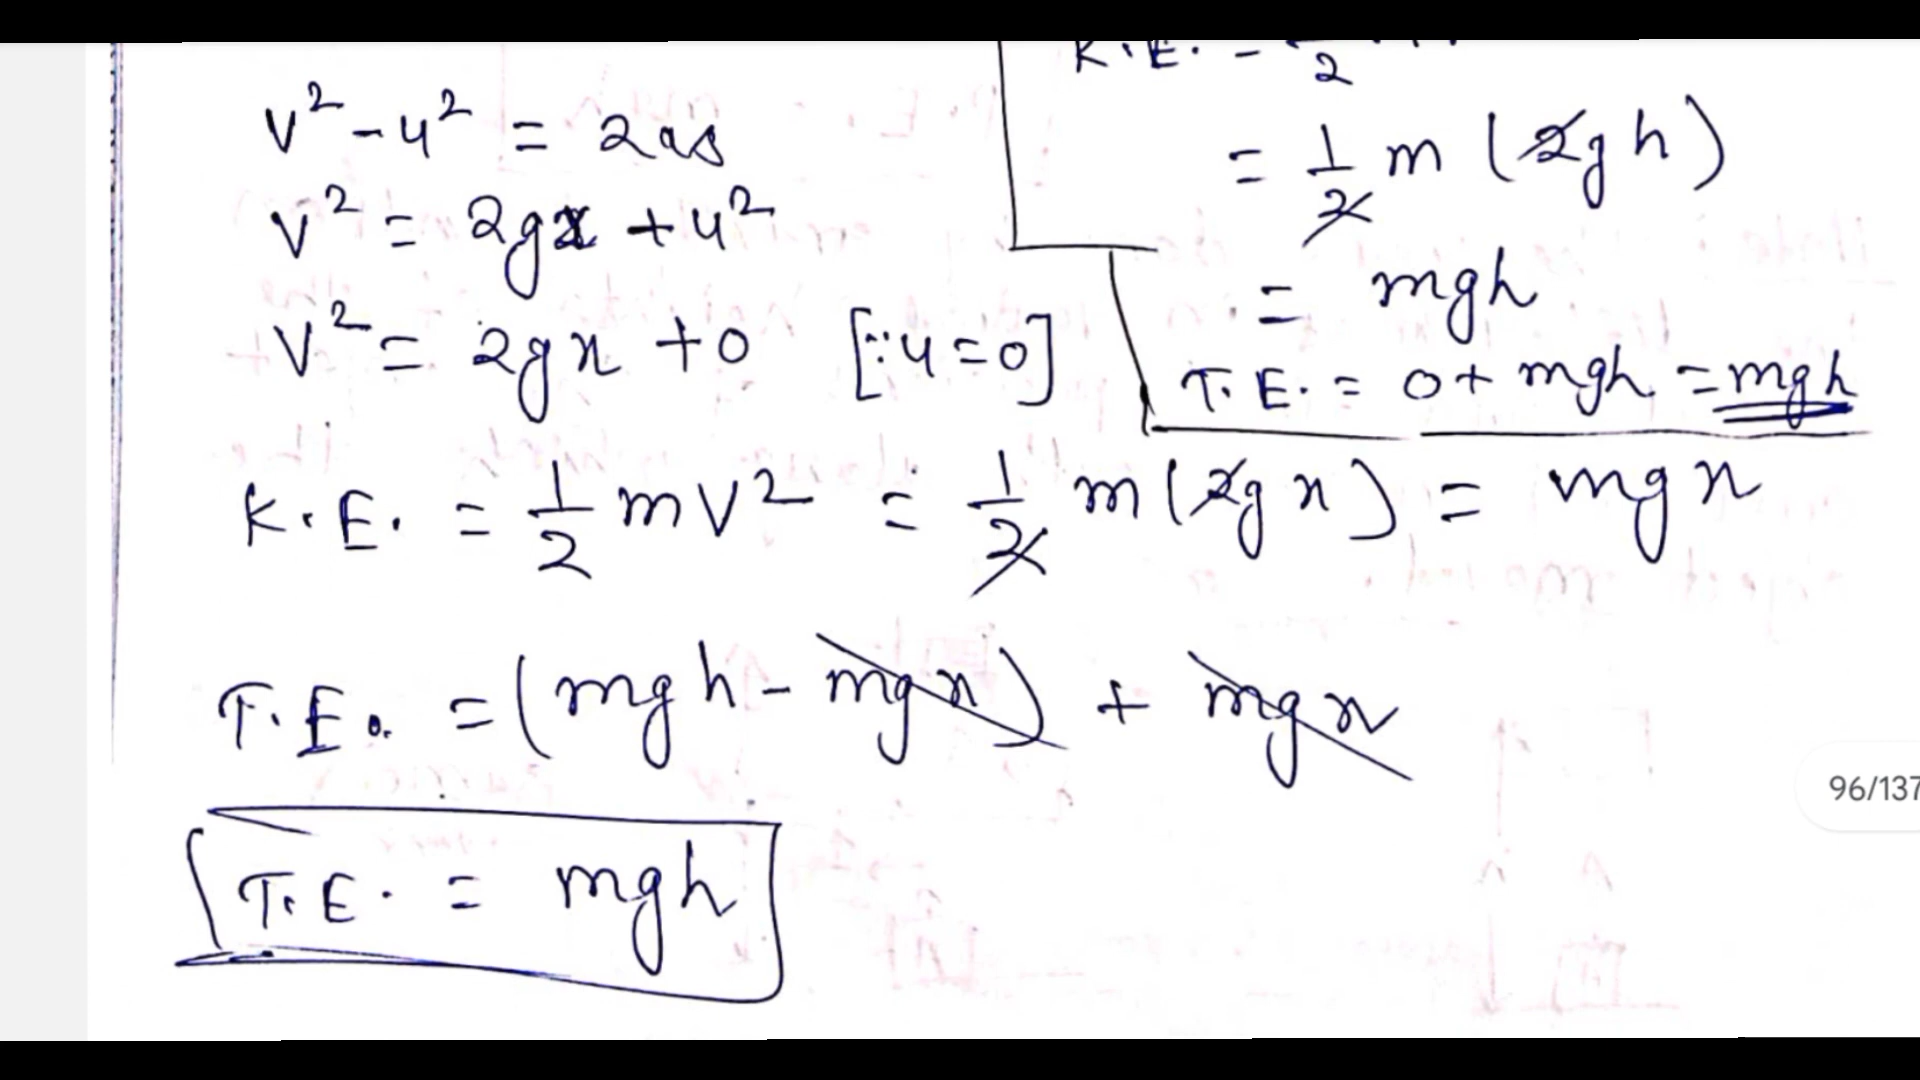 v² - u² = 2as
v² = 2gx + u²
v² = 2gx + 0 [∵ u = 0]
K.E. = 1/2
= 1/2 m (2gh)
= mgh
T.E. = 0 + mgh = mgh
K.E. = 1/2 mv² = 1/2 m (2gx) = mgx
T.E. = (mgh - mgx) + mgx
T.E. = mgh
96/137